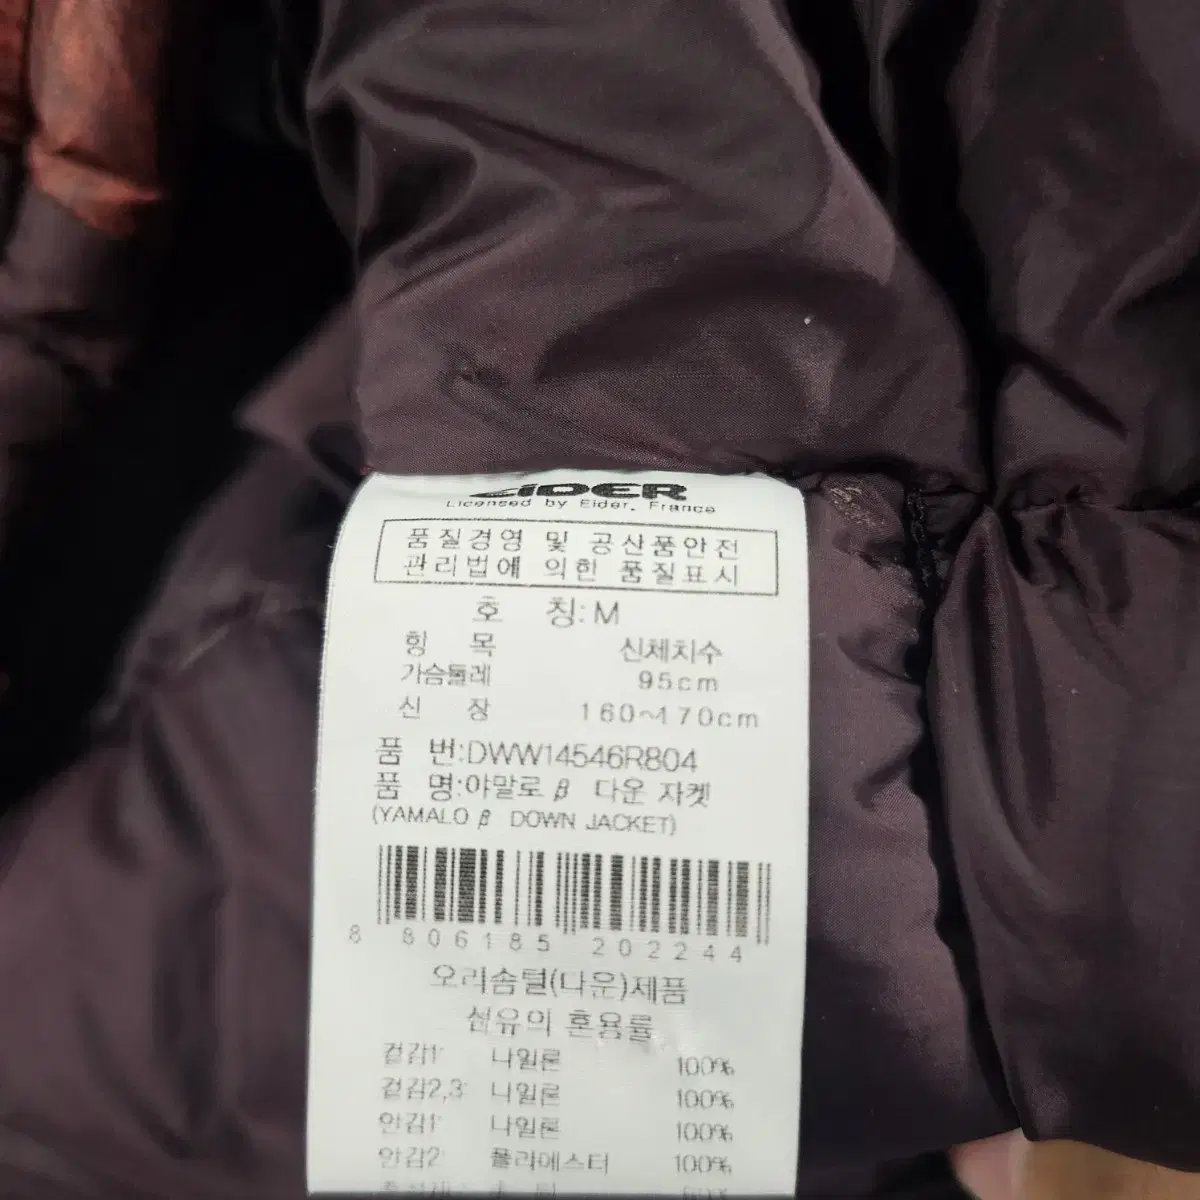 EIDER
Licensed by Eider, France
품질경영 및 공산품안전
관리법에 의한 품질표시
호 칭:M
항 목 신체치수
가슴둘레 95cm
신 장 160~170cm
품 번:DWW14546R804
품 명:야말로 β 다운 자켓
(YAMALO β DOWN JACKET)
8 806185 202244
오리솜털(다운)제품
섬유의 혼용률
겉감1: 나일론 100%
겉감2,3: 나일론 100%
안감1: 나일론 100%
안감2: 폴리에스터 100%